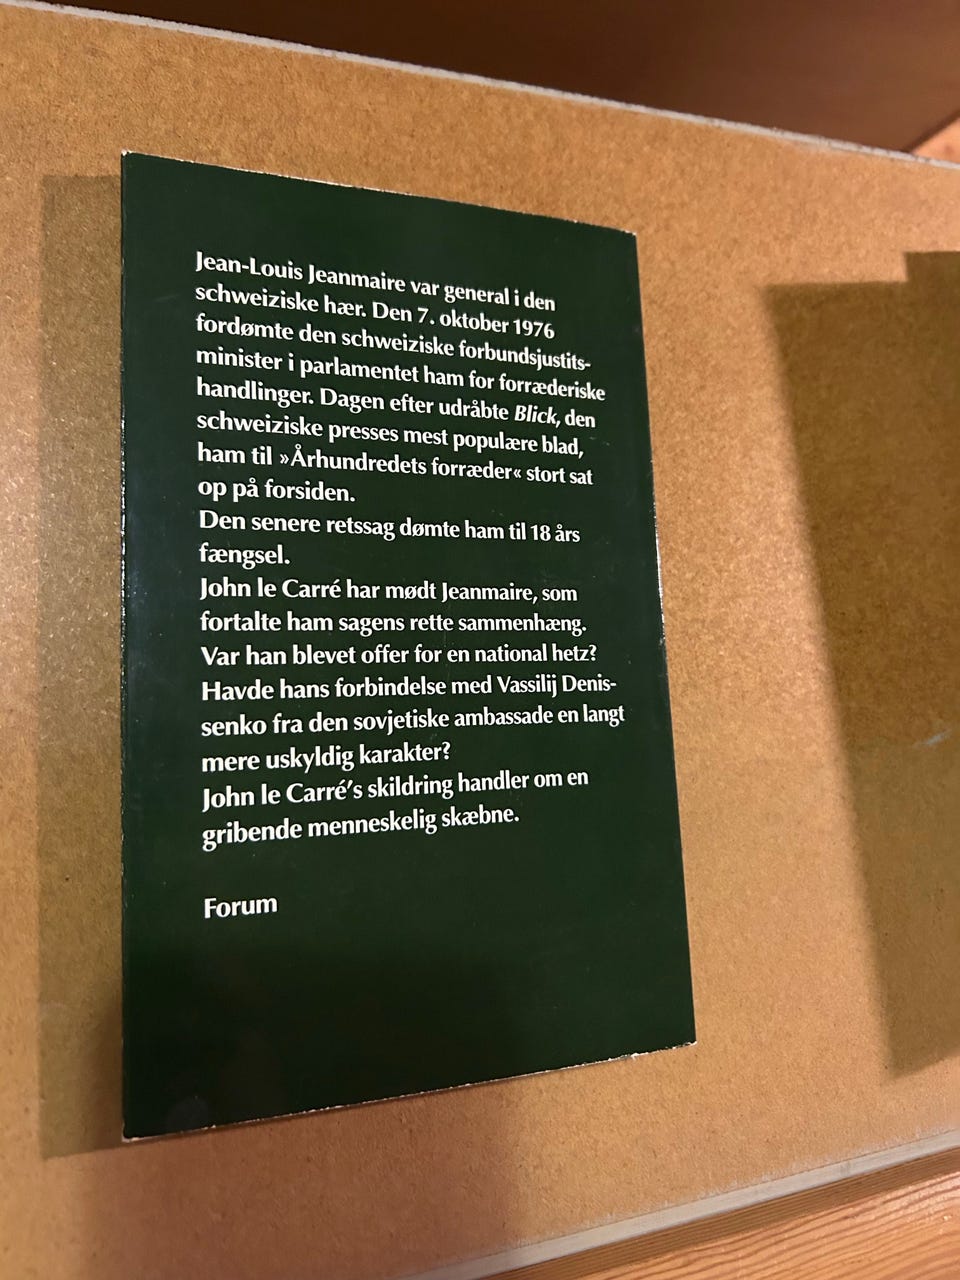 Jean-Louis Jeanmaire var general i den
schweiziske hær. Den 7. oktober 1976
fordømte den schweiziske forbundsjustits-
minister i parlamentet ham for forræderiske
handlinger. Dagen efter udråbte Blick, den
schweiziske presses mest populære blad,
ham til »Århundredets forræder« stort sat
op på forsiden.
Den senere retssag dømte ham til 18 års
fængsel.
John le Carré har mødt Jeanmaire, som
fortalte ham sagens rette sammenhæng.
Var han blevet offer for en national hetz?
Havde hans forbindelse med Vassilij Denis-
senko fra den sovjetiske ambassade en langt
mere uskyldig karakter?
John le Carré's skildring handler om en
gribende menneskelig skæbne.
Forum